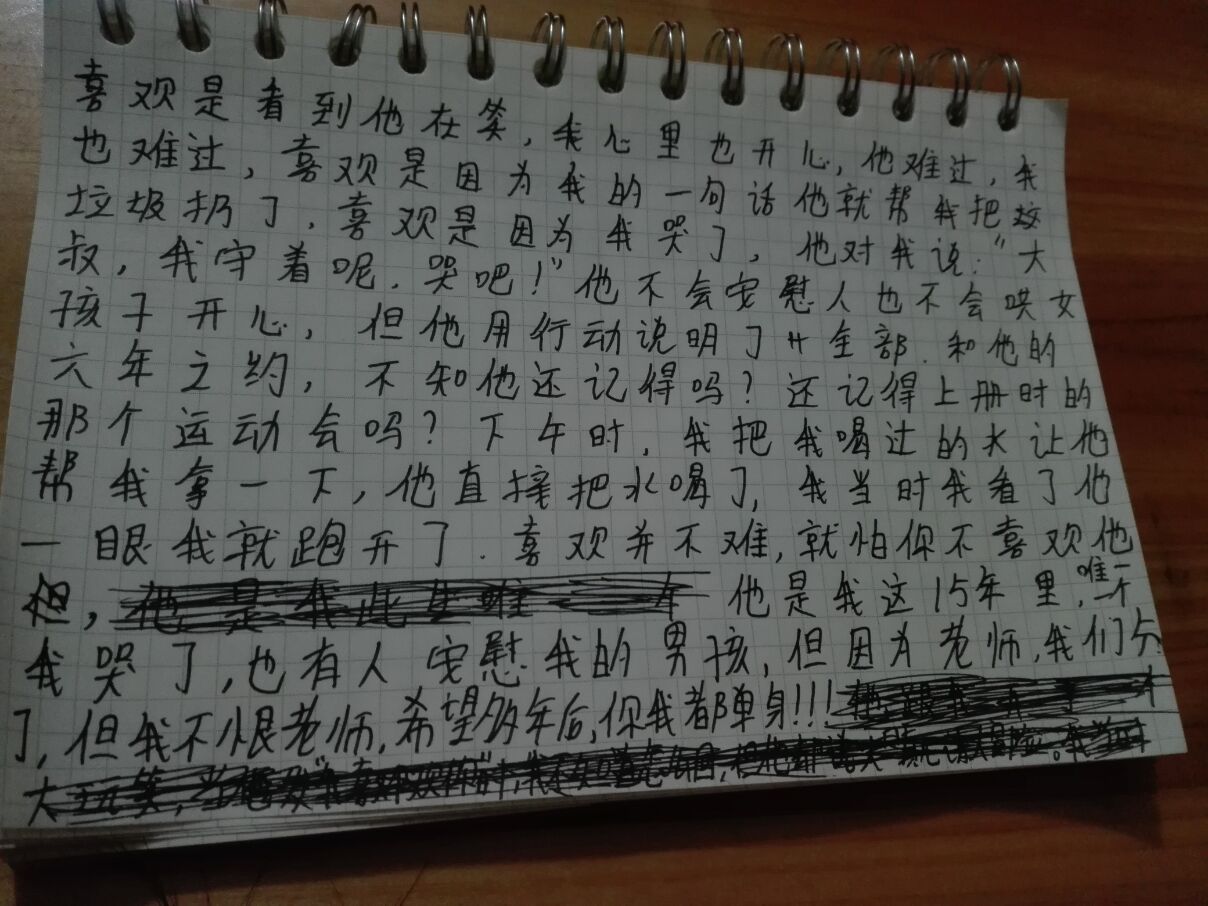 喜欢是看到他在笑,我心里也开心,他难过,我
也难过,喜欢是因为我的一句话他就帮我把
垃圾扔了.喜欢是因为我哭了,他对我说:"大
叔,我守着呢.哭吧!"他不会安慰人也不会哄女
孩子开心,但他用行动说明了全部.和他的
六年之约,不知他还记得吗?还记得上册时的
那个运动会吗?下午时,我把我喝过的水让他
帮我拿一下,他直接把水喝了,我当时我看了他
一眼我就跑开了.喜欢并不难,就怕你不喜欢他
但,他是我此生唯一 他是我这15年里,唯一个
我哭了,也有人安慰我的男孩,但因为老师,我们分
了,但我不恨老师,希望多年后,你我都单身!!!
大玩笑,